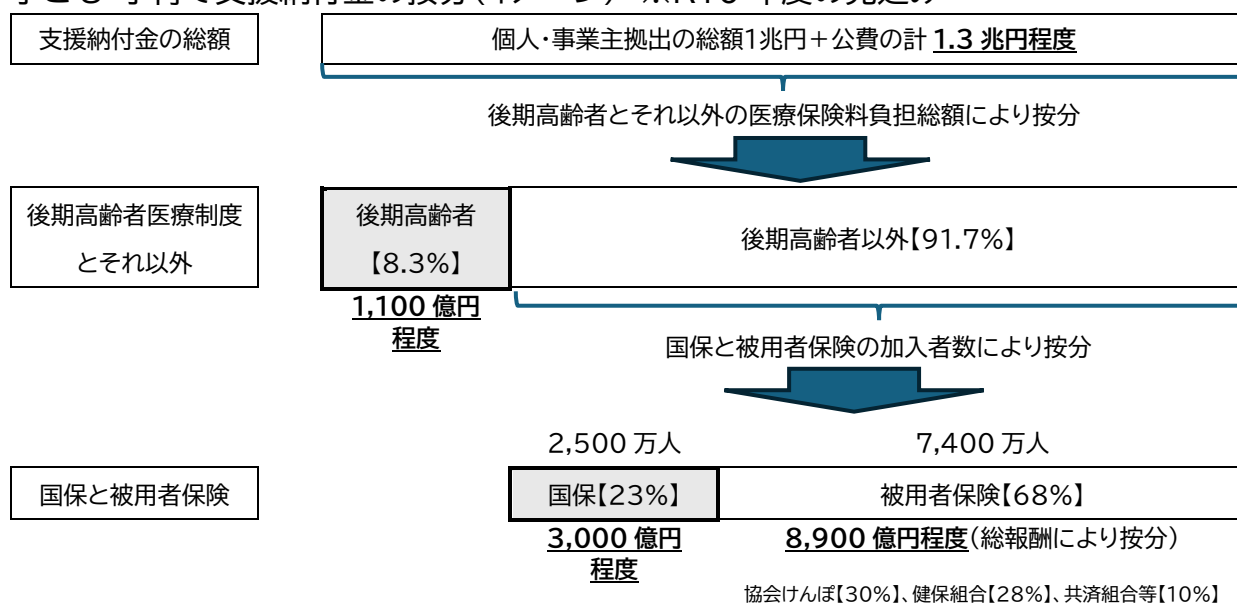 支援納付金の総額
個人・事業主拠出の総額1兆円＋公費の計 1.3 兆円程度
後期高齢者とそれ以外の医療保険料負担総額により按分
後期高齢者医療制度
とそれ以外
後期高齢者
【8.3%】
後期高齢者以外【91.7%】
1,100 億円
程度
国保と被用者保険の加入者数により按分
2,500 万人
7,400 万人
国保と被用者保険
国保【23%】
被用者保険【68%】
3,000 億円
程度
8,900 億円程度(総報酬により按分)
協会けんぽ【30%】、健保組合【28%】、共済組合等【10%】